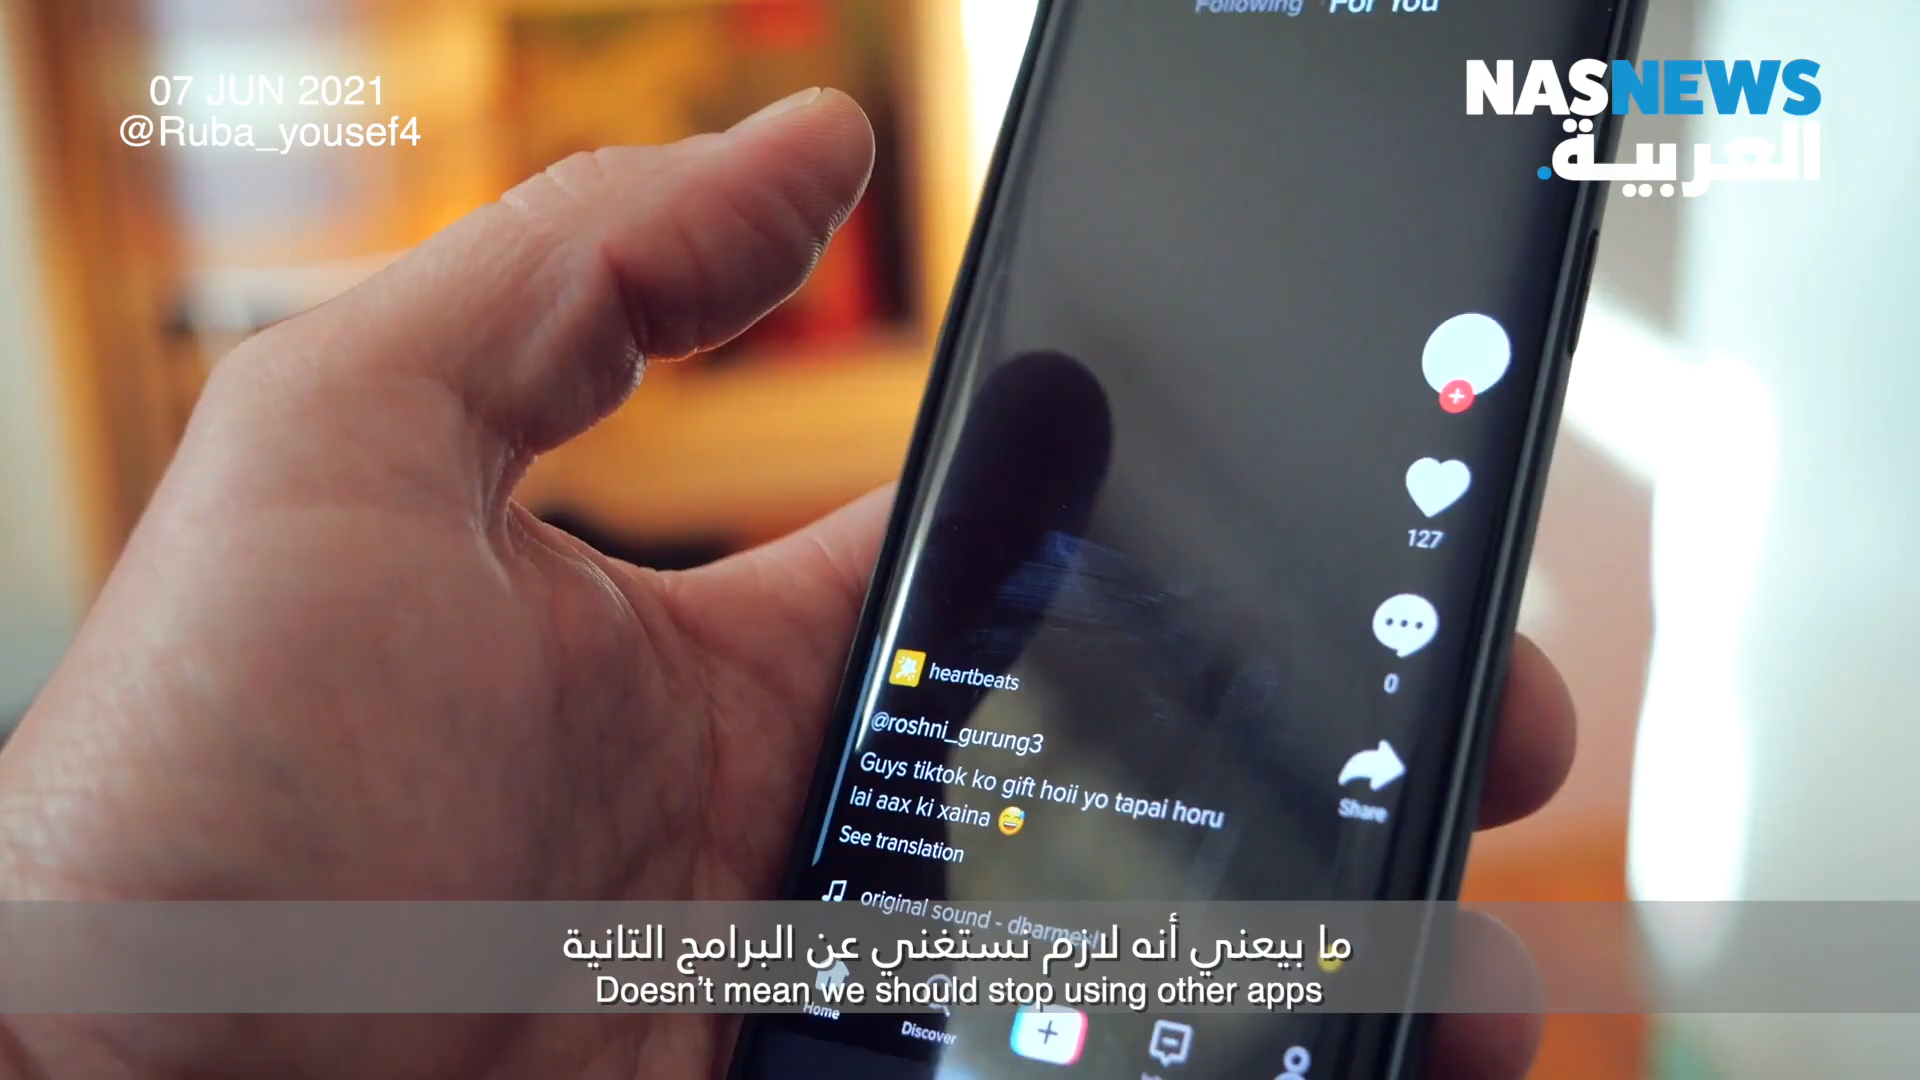 07 JUN 2021
@Ruba_yousef4
NASNEWS
العربية.
Following For You
127
0
Share
heartbeats
@roshni_gurung3
Guys tiktok ko gift hoii yo tapai horu
lai aax ki xaina 😅
See translation
original sound - dharme
ما بيعني أنه لازم نستغني عن البرامج التانية
Doesn't mean we should stop using other apps
Home
Discover